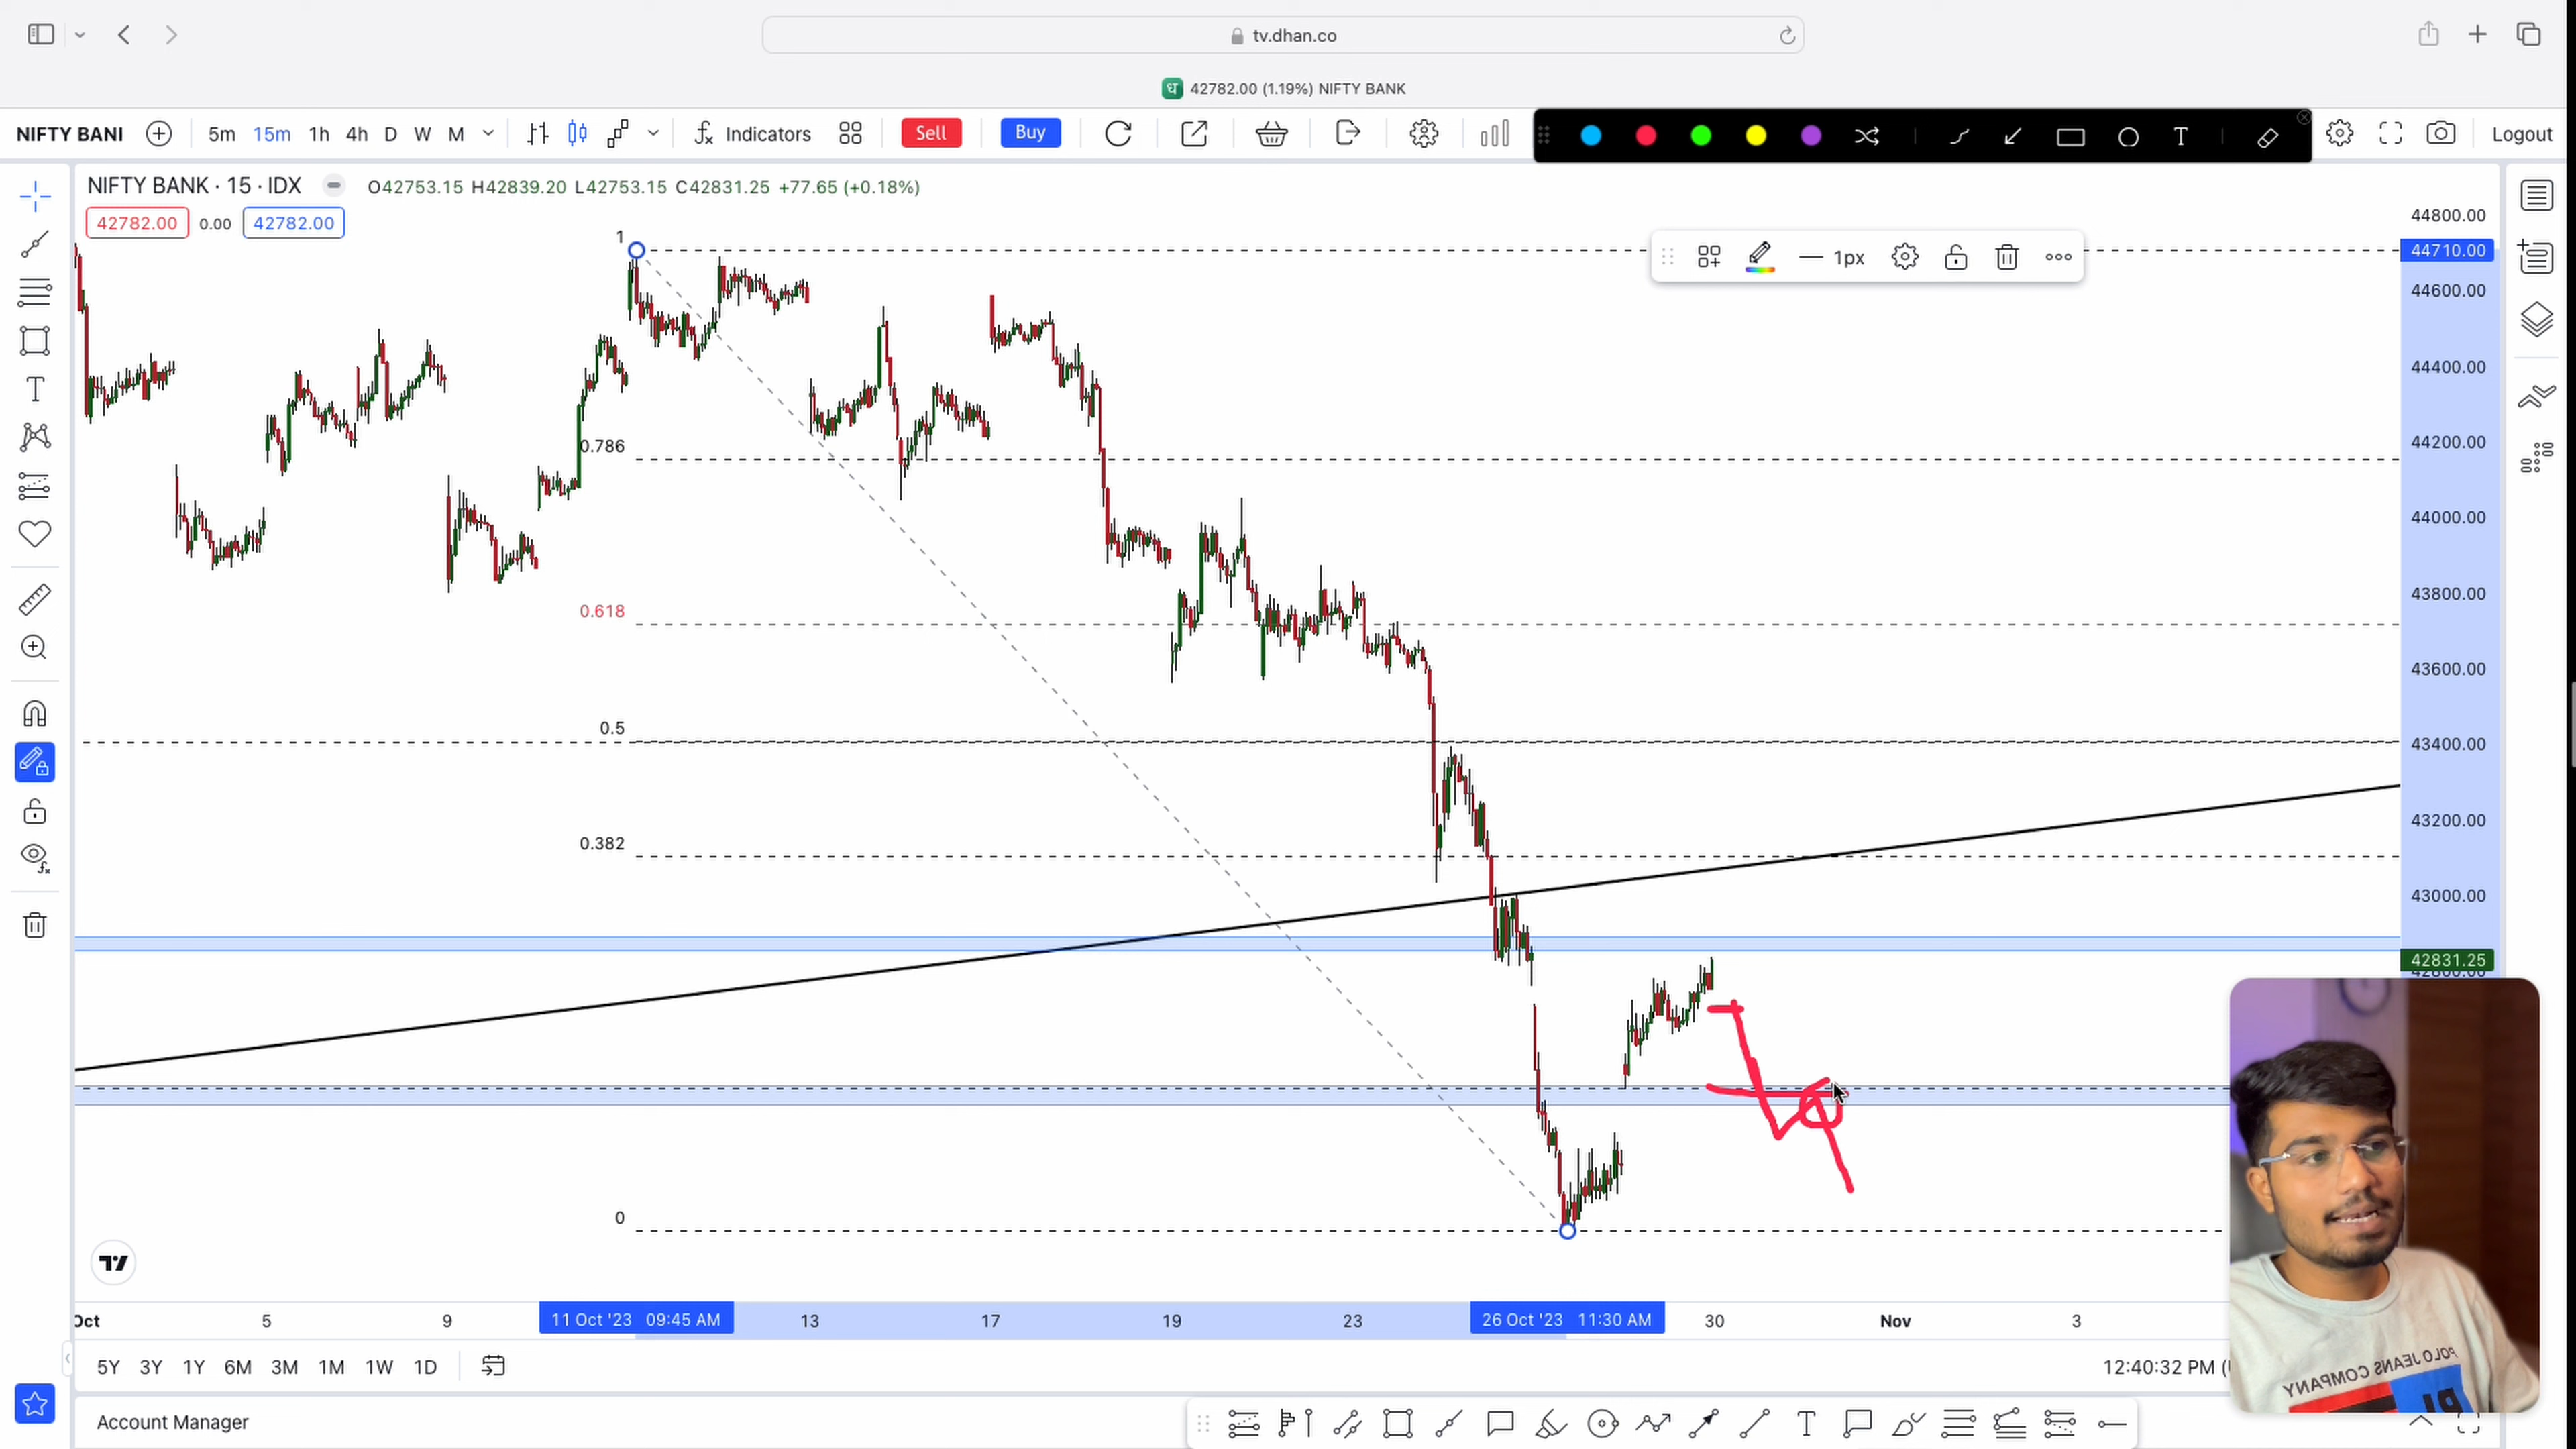 tv.dhan.co
42782.00 (1.19%) NIFTY BANK
NIFTY BANI 5m 15m 1h 4h D W M Indicators Sell Buy T Logout
NIFTY BANK · 15 · IDX O42753.15 H42839.20 L42753.15 C42831.25 +77.65 (+0.18%)
42782.00 0.00 42782.00
1px
1
0.786
0.618
0.5
0.382
0
44800.00
44710.00
44600.00
44400.00
44200.00
44000.00
43800.00
43600.00
43400.00
43200.00
43000.00
42831.25
42800.00
Oct 5 9 11 Oct '23 09:45 AM 13 17 19 23 26 Oct '23 11:30 AM 30 Nov 3
5Y 3Y 1Y 6M 3M 1M 1W 1D 12:40:32 PM
POLO JEANS COMPANY
Account Manager